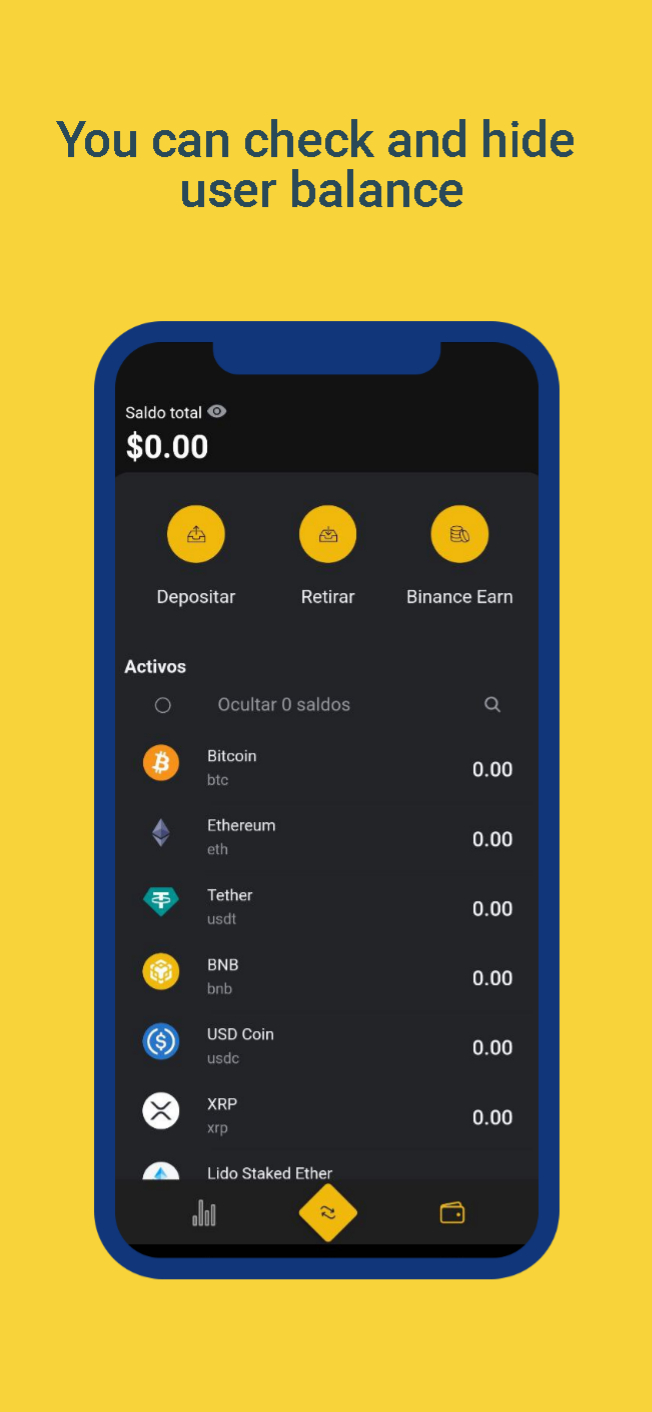 You can check and hide
user balance
Saldo total
$0.00
Depositar
Retirar
Binance Earn
Activos
Ocultar 0 saldos
Bitcoin
btc
0.00
Ethereum
eth
0.00
Tether
usdt
0.00
BNB
bnb
0.00
USD Coin
usdc
0.00
XRP
xrp
0.00
Lido Staked Ether